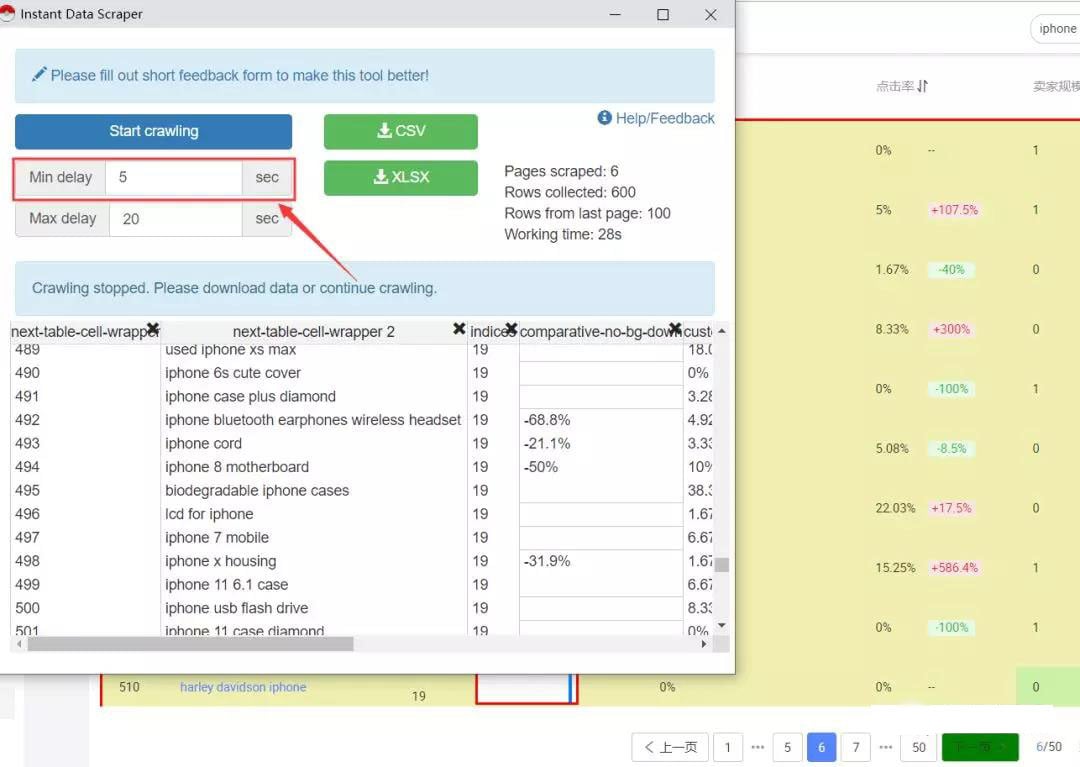 Instant Data Scraper
Please fill out short feedback form to make this tool better!
Start crawling
CSV
Help/Feedback
Min delay 5 sec
XLSX
Max delay 20 sec
Pages scraped: 6
Rows collected: 600
Rows from last page: 100
Working time: 28s
Crawling stopped. Please download data or continue crawling.
next-table-cell-wrapper next-table-cell-wrapper 2 indices comparative-no-bg-down cust
489 used iphone xs max 19 18.0
490 iphone 6s cute cover 19 0%
491 iphone case plus diamond 19 3.28
492 iphone bluetooth earphones wireless headset 19 -68.8% 4.92
493 iphone cord 19 -21.1% 3.33
494 iphone 8 motherboard 19 -50% 10%
495 biodegradable iphone cases 19 38.3
496 lcd for iphone 19 1.67
497 iphone 7 mobile 19 6.67
498 iphone x housing 19 -31.9% 1.67
499 iphone 11 6.1 case 19 6.67
500 iphone usb flash drive 19 8.33
501 iphone 11 case diamond 19 0%
iphone
点击率 卖家规模
0% -- 1
5% +107.5% 1
1.67% -40% 0
8.33% +300% 0
0% -100% 1
5.08% -8.5% 0
22.03% +17.5% 0
15.25% +586.4% 1
0% -100% 1
510 harley davidson iphone 19 0% 0% -- 0
< 上一页 1 ••• 5 6 7 ••• 50 下一页 > 6/50